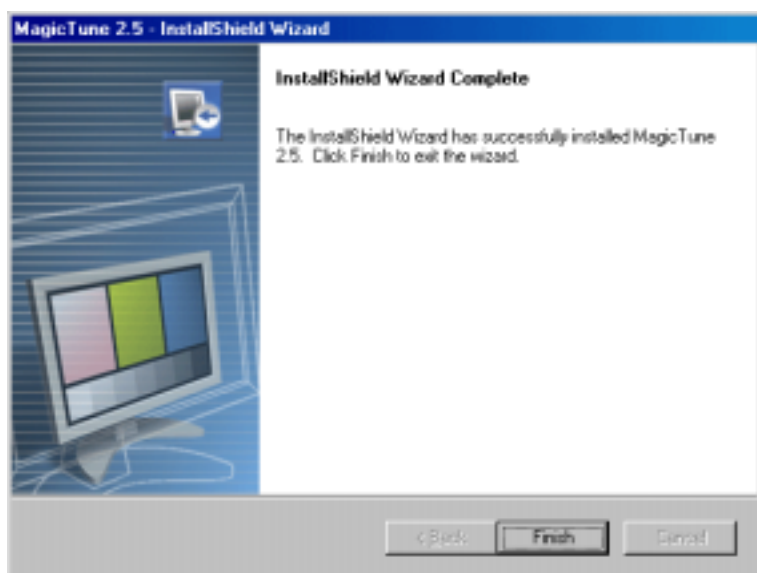 MagicTune 2.5 - InstallShield Wizard
InstallShield Wizard Complete
The InstallShield Wizard has successfully installed MagicTune
2.5. Click Finish to exit the wizard.
< Back
Finish
Cancel